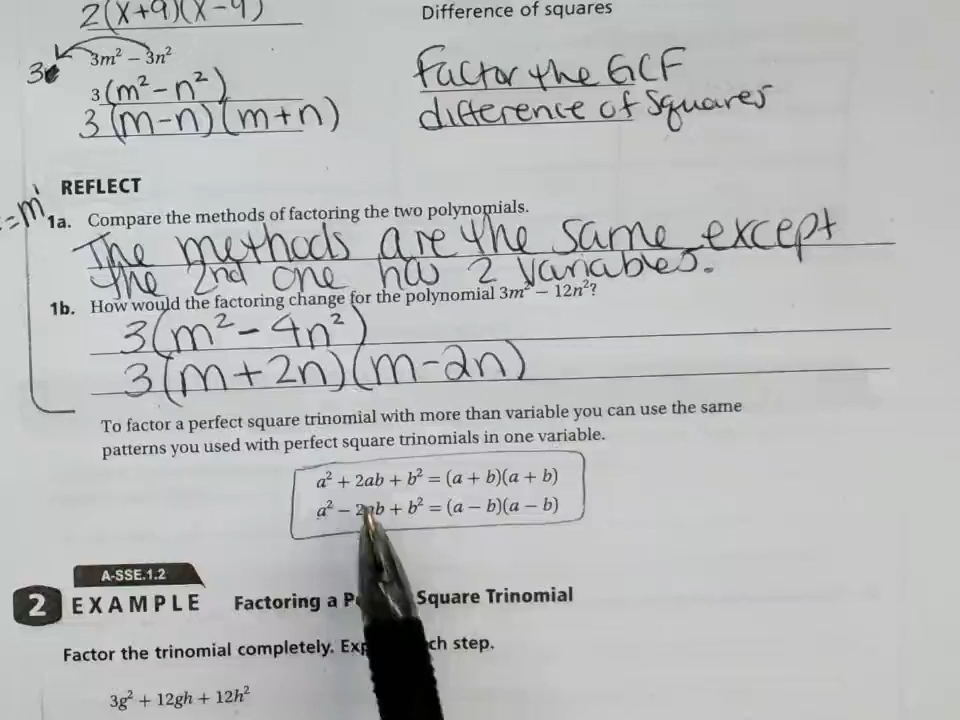 2(x+9)(x-9)
Difference of squares
3m² − 3n²
3
3(m²-n²)
Factor the GCF
3(m-n)(m+n)
difference of squares
REFLECT
=m
1a. Compare the methods of factoring the two polynomials.
The methods are the same except
the 2nd one has 2 variables.
1b. How would the factoring change for the polynomial 3m² − 12n²?
3(m²-4n²)
3(m+2n)(m-2n)
To factor a perfect square trinomial with more than variable you can use the same
patterns you used with perfect square trinomials in one variable.
a² + 2ab + b² = (a + b)(a + b)
a² − 2ab + b² = (a − b)(a − b)
A-SSE.1.2
2 EXAMPLE Factoring a Square Trinomial
Factor the trinomial completely. step.
3g² + 12gh + 12h²